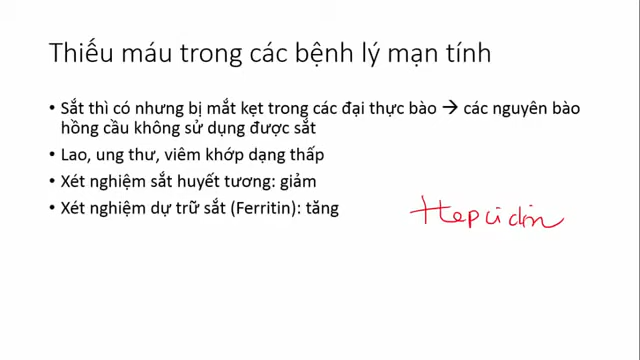 Thiếu máu trong các bệnh lý mạn tính
• Sắt thì có nhưng bị mắt kẹt trong các đại thực bào → các nguyên bào
hồng cầu không sử dụng được sắt
• Lao, ung thư, viêm khớp dạng thấp
• Xét nghiệm sắt huyết tương: giảm
• Xét nghiệm dự trữ sắt (Ferritin): tăng
Hepcidin